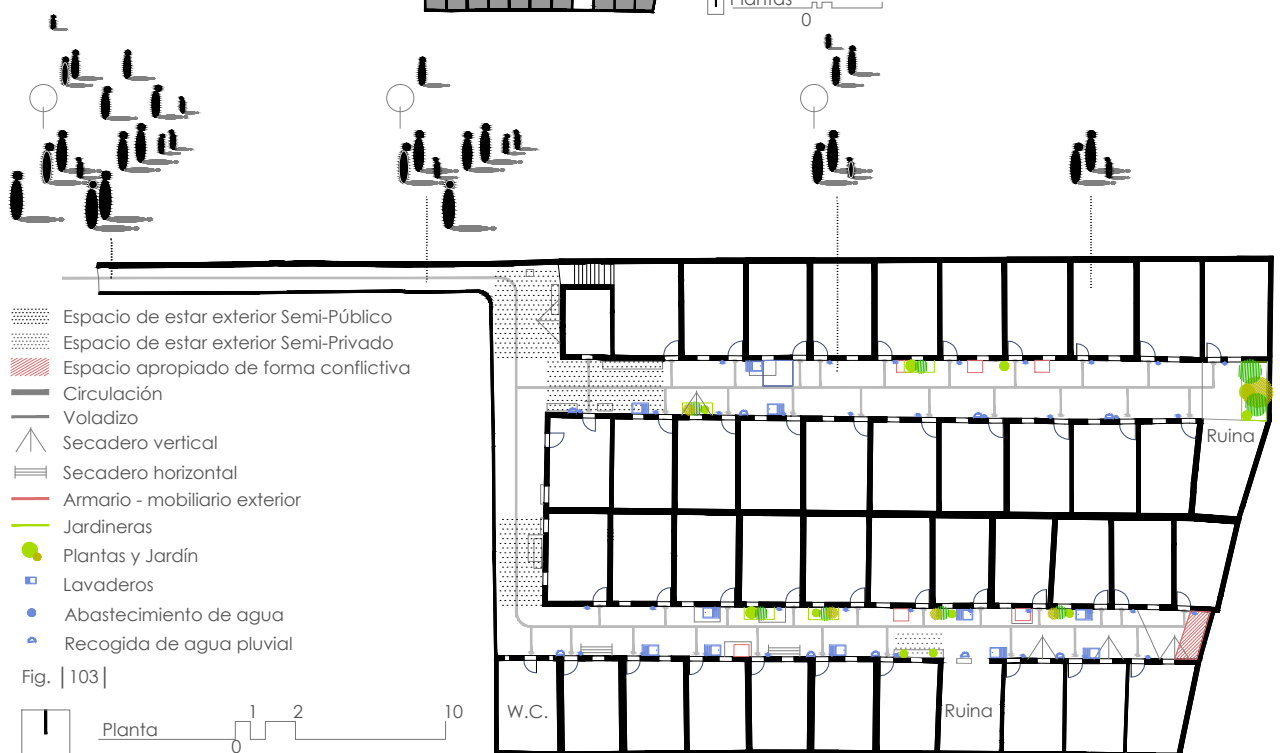 Plantas
0
Espacio de estar exterior Semi-Público
Espacio de estar exterior Semi-Privado
Espacio apropiado de forma conflictiva
Circulación
Voladizo
Secadero vertical
Secadero horizontal
Armario - mobiliario exterior
Jardineras
Plantas y Jardín
Lavaderos
Abastecimiento de agua
Recogida de agua pluvial
Fig. |103|
Planta
0 1 2 10
Ruina
W.C.
Ruina